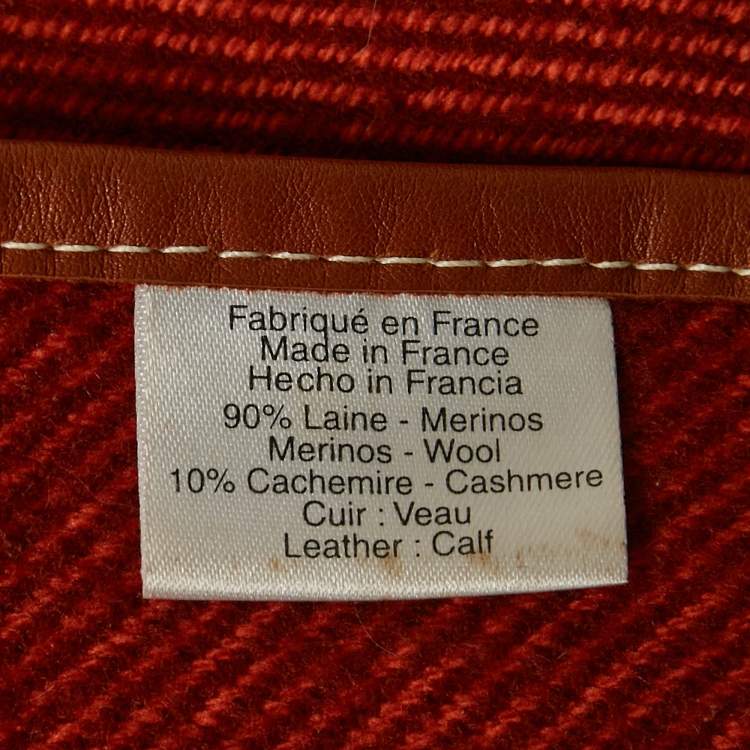 Fabriqué en France
Made in France
Hecho in Francia
90% Laine - Merinos
Merinos - Wool
10% Cachemire - Cashmere
Cuir : Veau
Leather : Calf